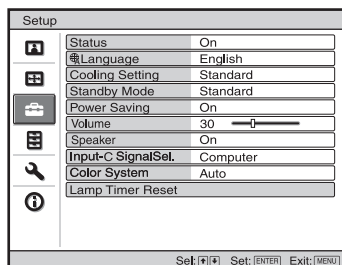 Setup
Status On
Language English
Cooling Setting Standard
Standby Mode Standard
Power Saving On
Volume 30
Speaker On
Input-C SignalSel. Computer
Color System Auto
Lamp Timer Reset
Sel: Set: ENTER Exit: MENU